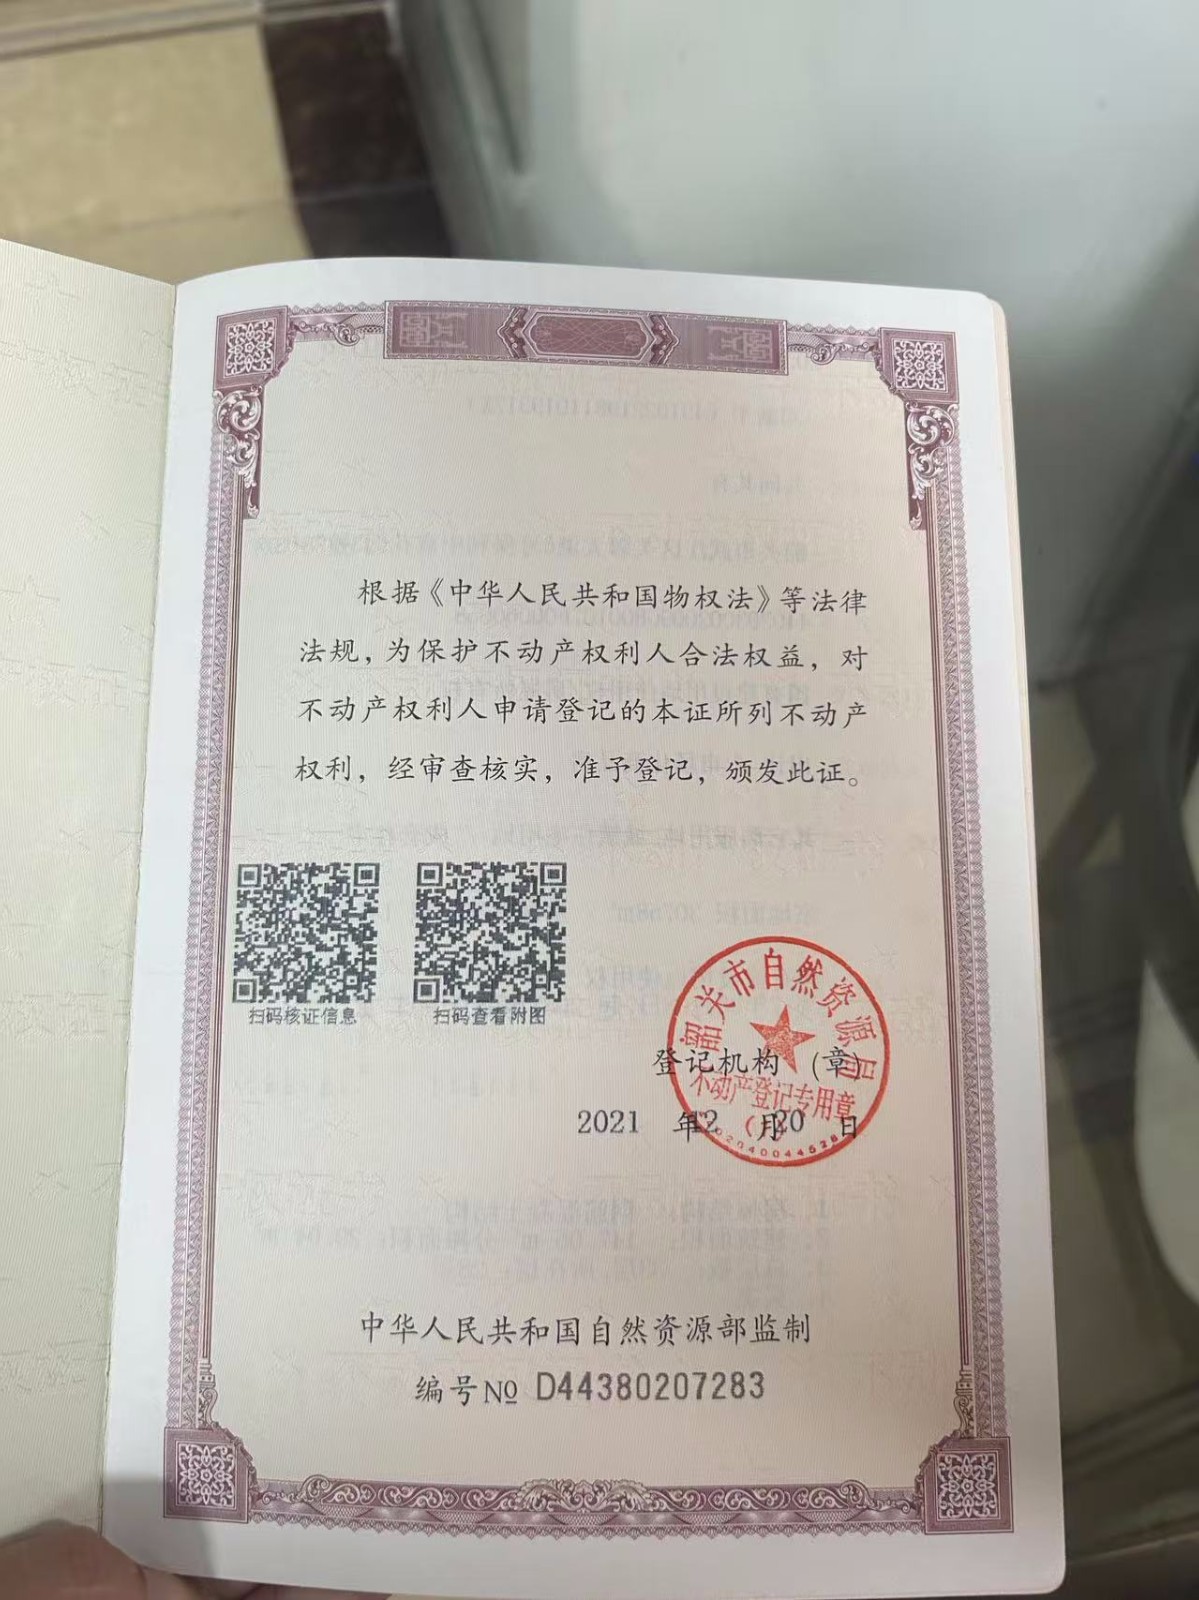 根据《中华人民共和国物权法》等法律
法规，为保护不动产权利人合法权益，对
不动产权利人申请登记的本证所列不动产
权利，经审查核实，准予登记，颁发此证。
扫码核证信息
扫码查看附图
韶关市自然资源局
登记机构（章）
不动产登记专用章
2021 年 12 月 20 日
中华人民共和国自然资源部监制
编号 № D44380207283